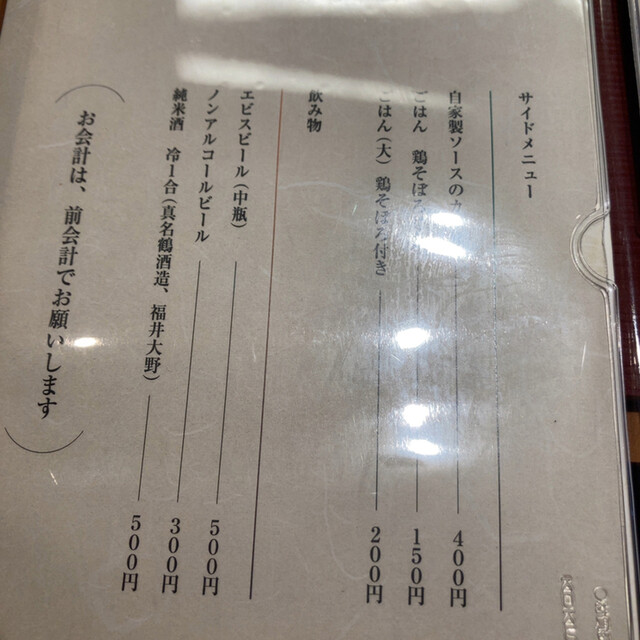 サイドメニュー
自家製ソースの 400円
ごはん 鶏そぼろ 150円
ごはん（大） 鶏そぼろ付き 200円
飲み物
エビスビール（中瓶） 500円
ノンアルコールビール 300円
純米酒 冷1合（真名鶴酒造、福井大野） 500円
（お会計は、前会計でお願いします）